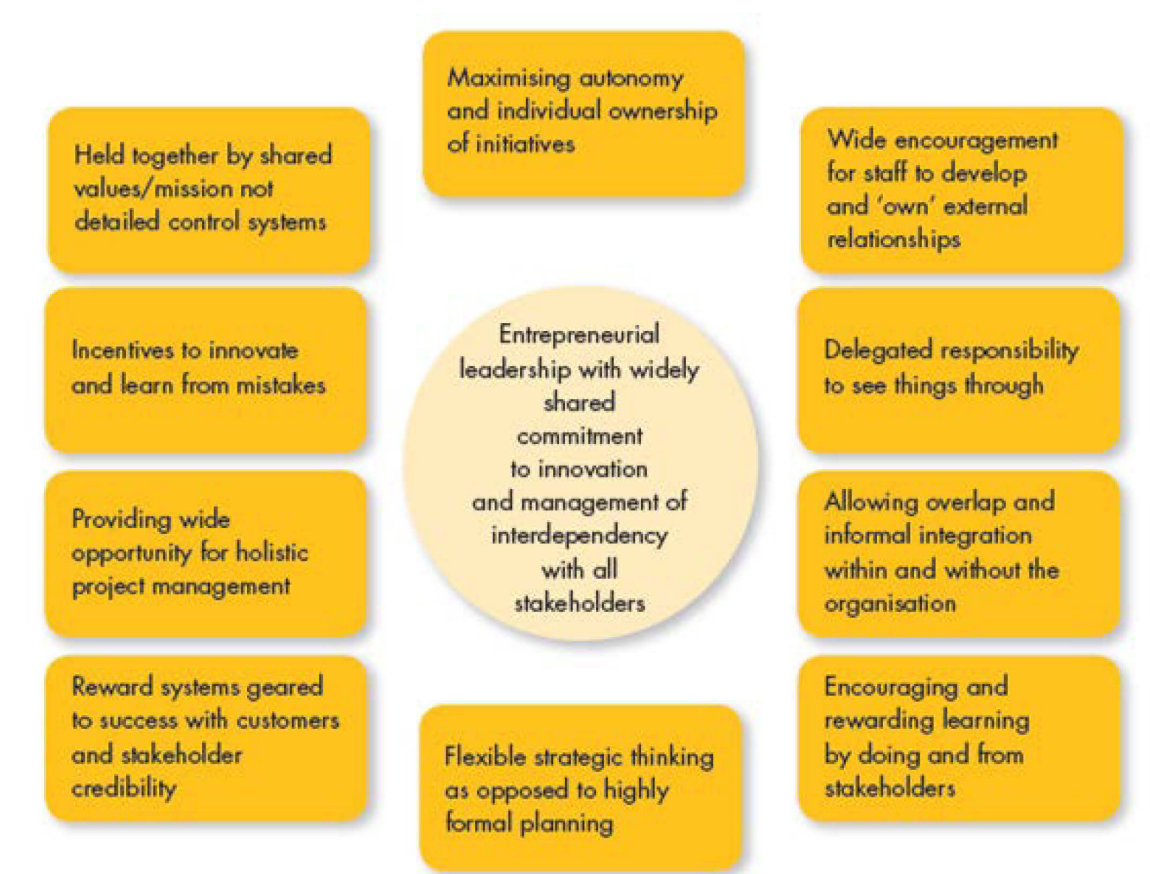 Maximising autonomy
and individual ownership
of initiatives
Held together by shared
values/mission not
detailed control systems
Wide encouragement
for staff to develop
and ‘own’ external
relationships
Incentives to innovate
and learn from mistakes
Entrepreneurial
leadership with widely
shared
commitment
to innovation
and management of
interdependency
with all
stakeholders
Delegated responsibility
to see things through
Providing wide
opportunity for holistic
project management
Allowing overlap and
informal integration
within and without the
organisation
Reward systems geared
to success with customers
and stakeholder
credibility
Flexible strategic thinking
as opposed to highly
formal planning
Encouraging and
rewarding learning
by doing and from
stakeholders